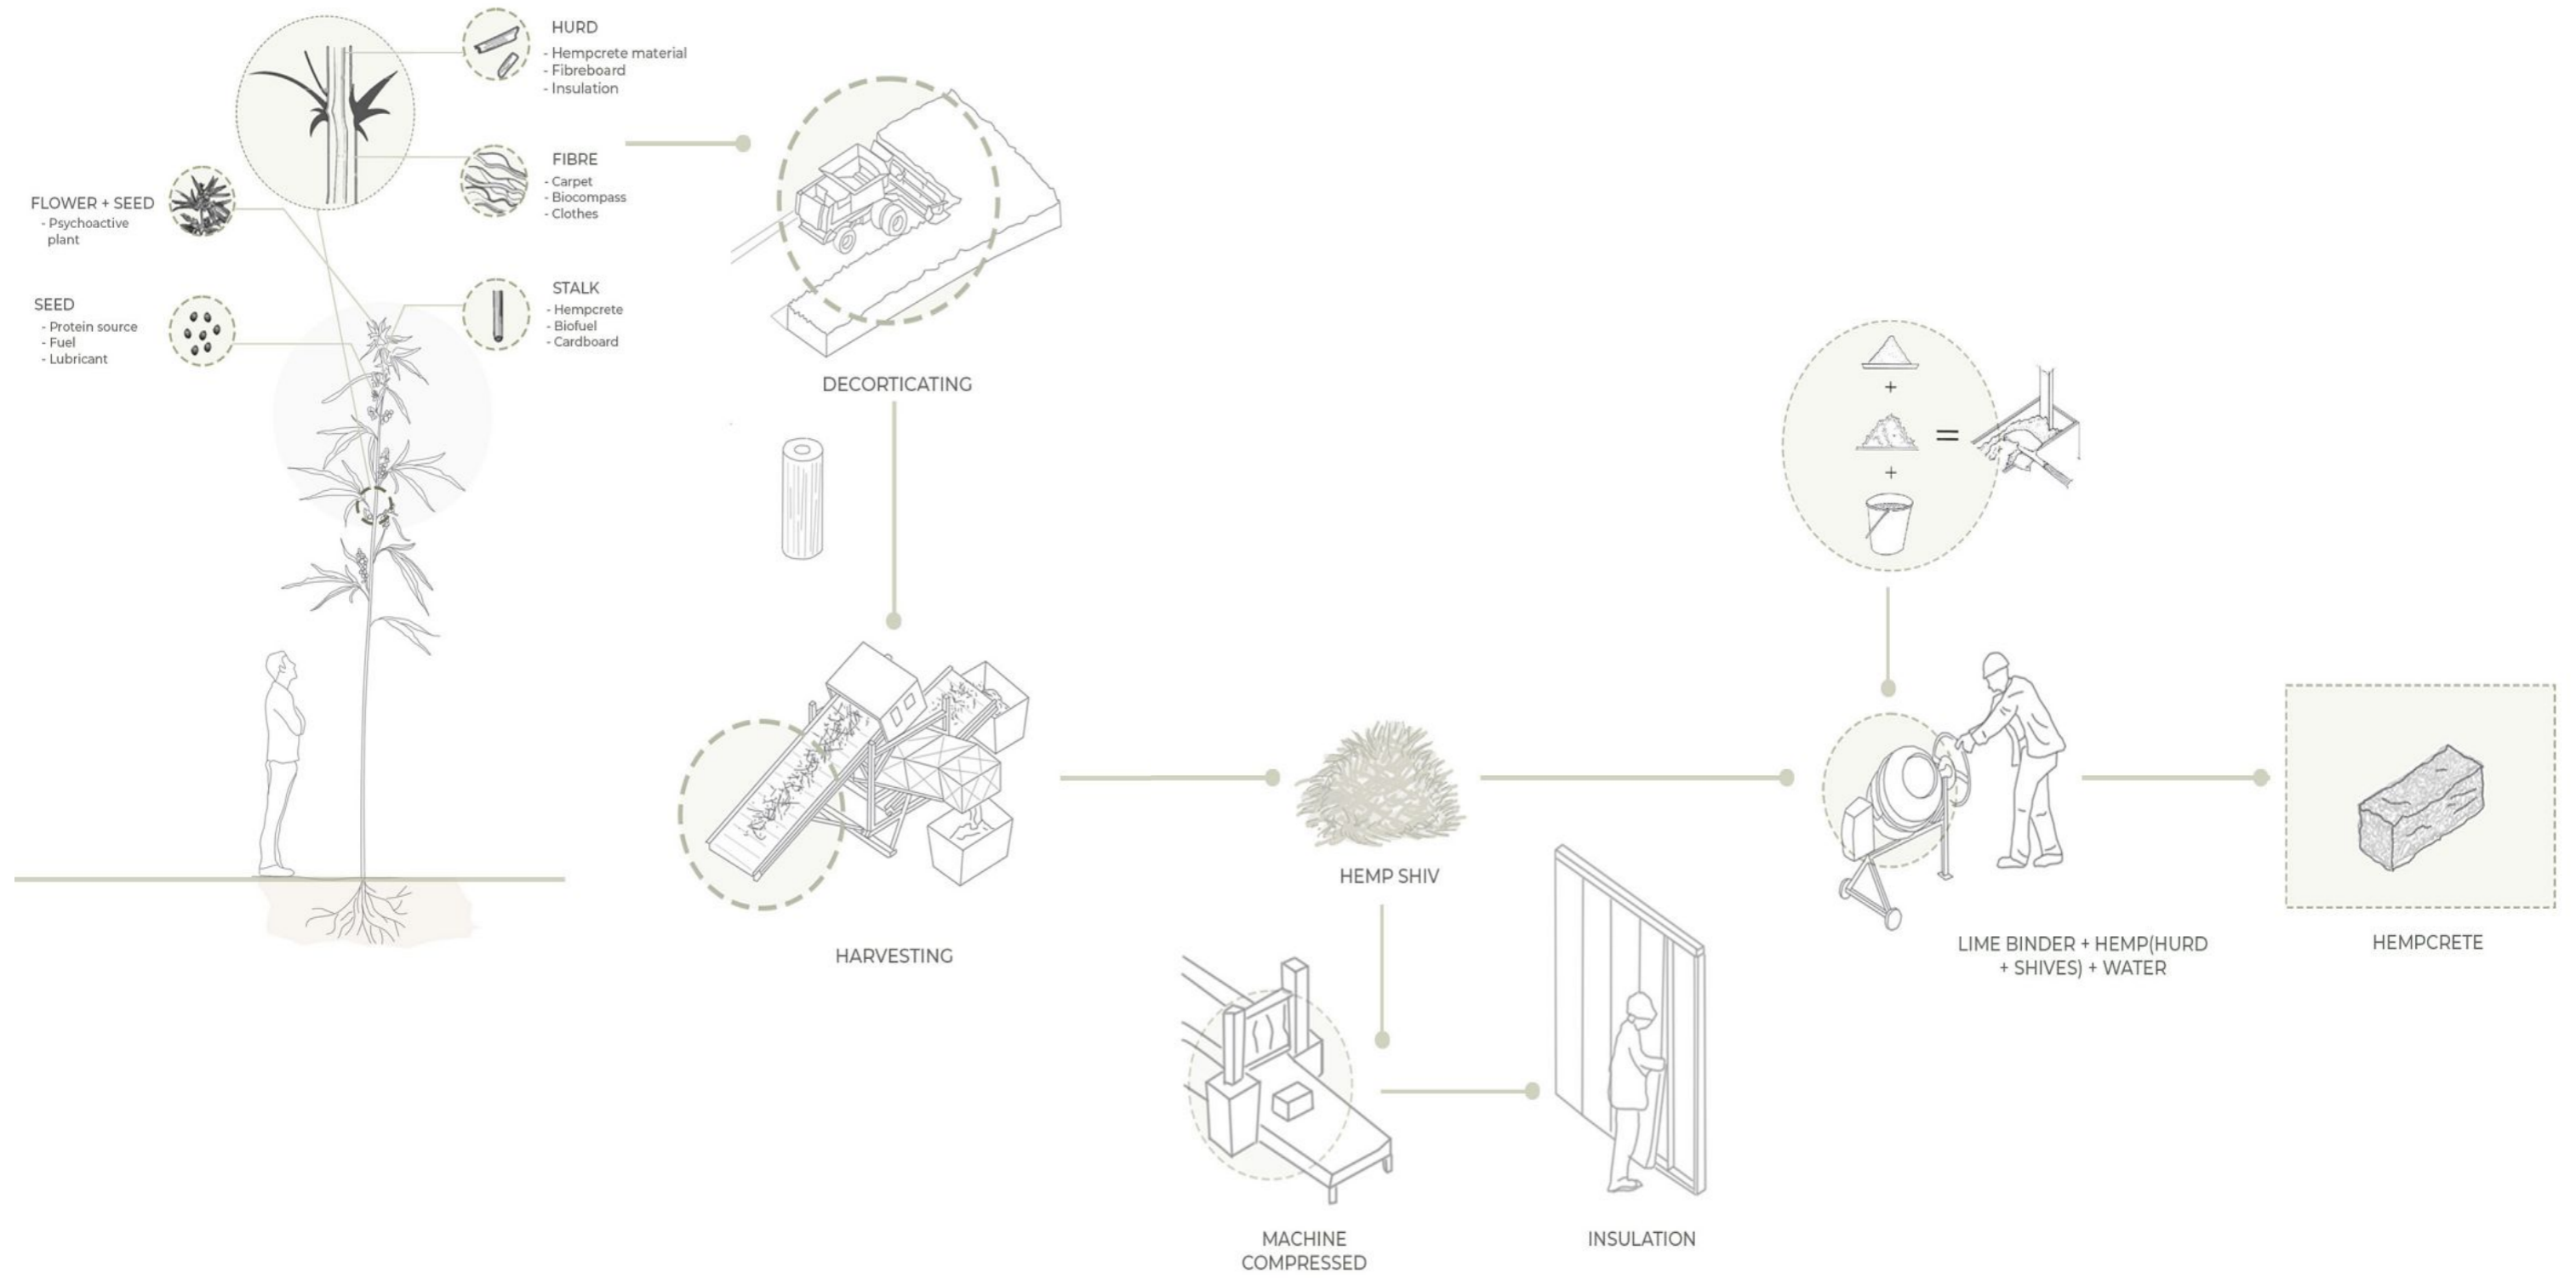 HURD
- Hempcrete material
- Fibreboard
- Insulation
FIBRE
- Carpet
- Biocompass
- Clothes
FLOWER + SEED
- Psychoactive
plant
SEED
- Protein source
- Fuel
- Lubricant
STALK
- Hempcrete
- Biofuel
- Cardboard
DECORTICATING
+
+
=
HARVESTING
HEMP SHIV
LIME BINDER + HEMP(HURD
+ SHIVES) + WATER
HEMPCRETE
MACHINE
COMPRESSED
INSULATION